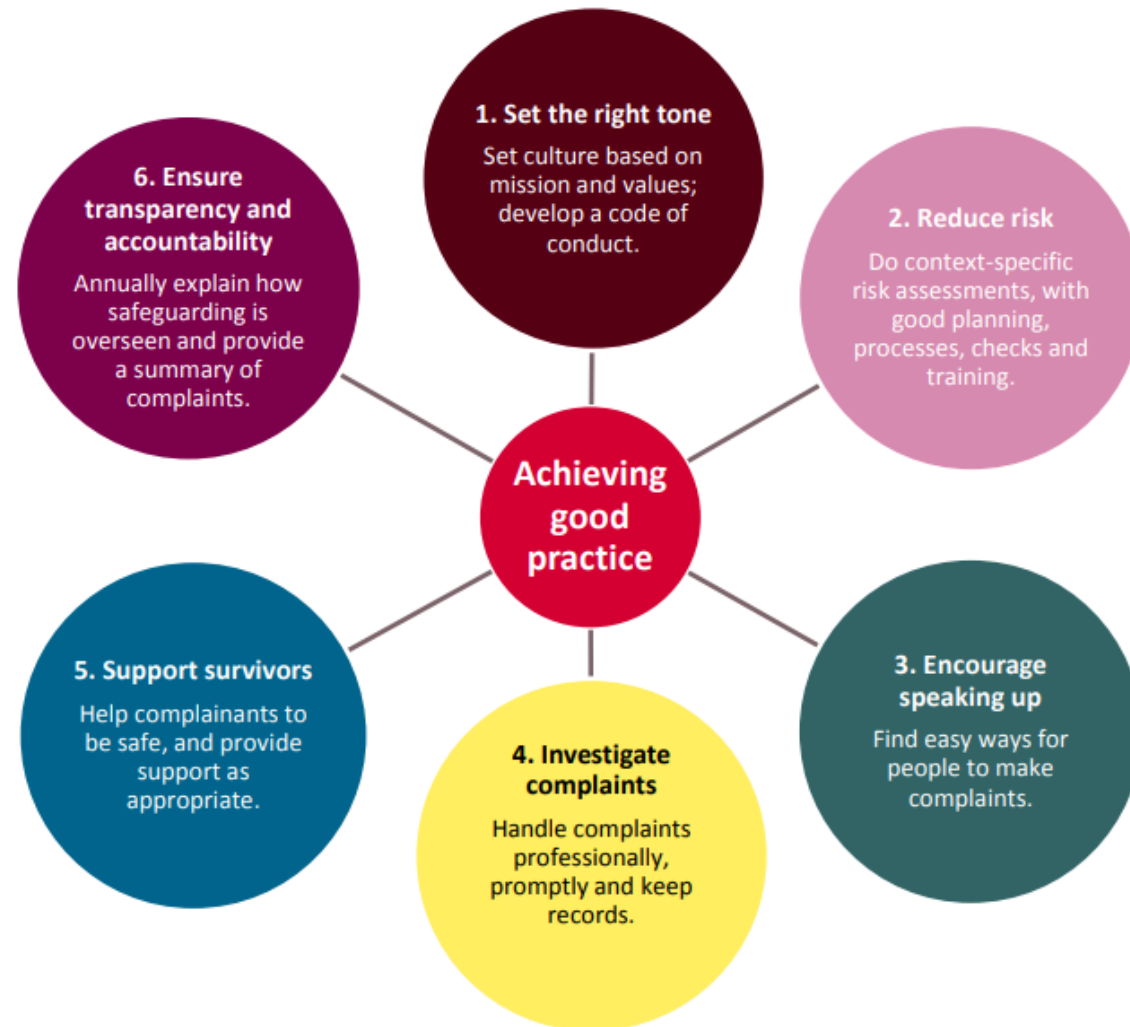 1. Set the right tone
Set culture based on
mission and values;
develop a code of
conduct.
2. Reduce risk
Do context-specific
risk assessments, with
good planning,
processes, checks and
training.
3. Encourage
speaking up
Find easy ways for
people to make
complaints.
4. Investigate
complaints
Handle complaints
professionally,
promptly and keep
records.
5. Support survivors
Help complainants to
be safe, and provide
support as
appropriate.
6. Ensure
transparency and
accountability
Annually explain how
safeguarding is
overseen and provide
a summary of
complaints.
Achieving
good
practice